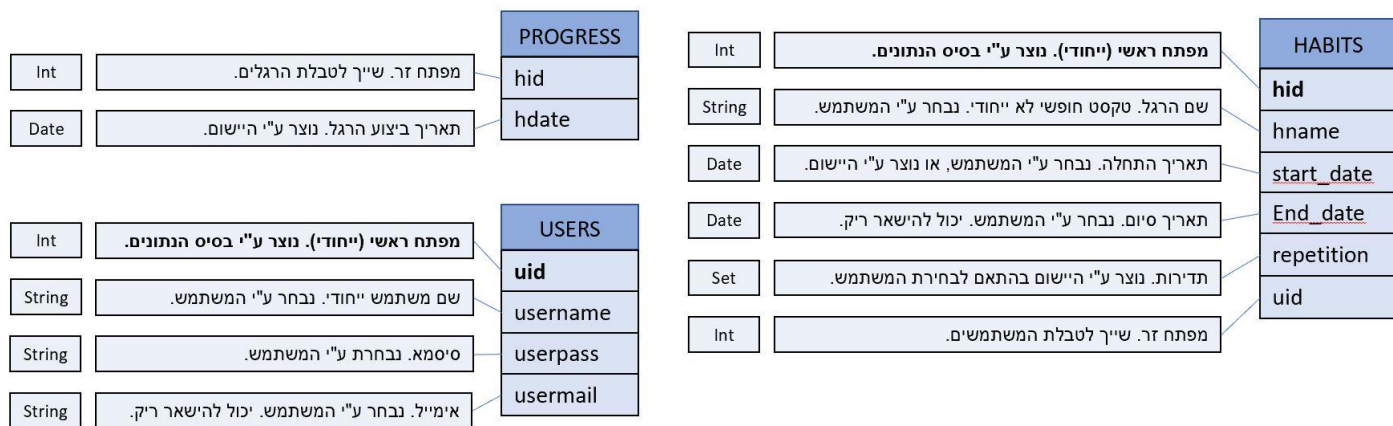 PROGRESS
hid
מפתח זר. שייך לטבלת הרגלים.
Int
hdate
תאריך ביצוע הרגל. נוצר ע"י היישום.
Date
USERS
uid
מפתח ראשי (ייחודי). נוצר ע"י בסיס הנתונים.
Int
username
שם משתמש ייחודי. נבחר ע"י המשתמש.
String
userpass
סיסמא. נבחרת ע"י המשתמש.
String
usermail
אימייל. נבחר ע"י המשתמש. יכול להישאר ריק.
String
HABITS
hid
מפתח ראשי (ייחודי). נוצר ע"י בסיס הנתונים.
Int
hname
שם הרגל. טקסט חופשי לא ייחודי. נבחר ע"י המשתמש.
String
start_date
תאריך התחלה. נבחר ע"י המשתמש, או נוצר ע"י היישום.
Date
End_date
תאריך סיום. נבחר ע"י המשתמש. יכול להישאר ריק.
Date
repetition
תדירות. נוצר ע"י היישום בהתאם לבחירת המשתמש.
Set
uid
מפתח זר. שייך לטבלת המשתמשים.
Int